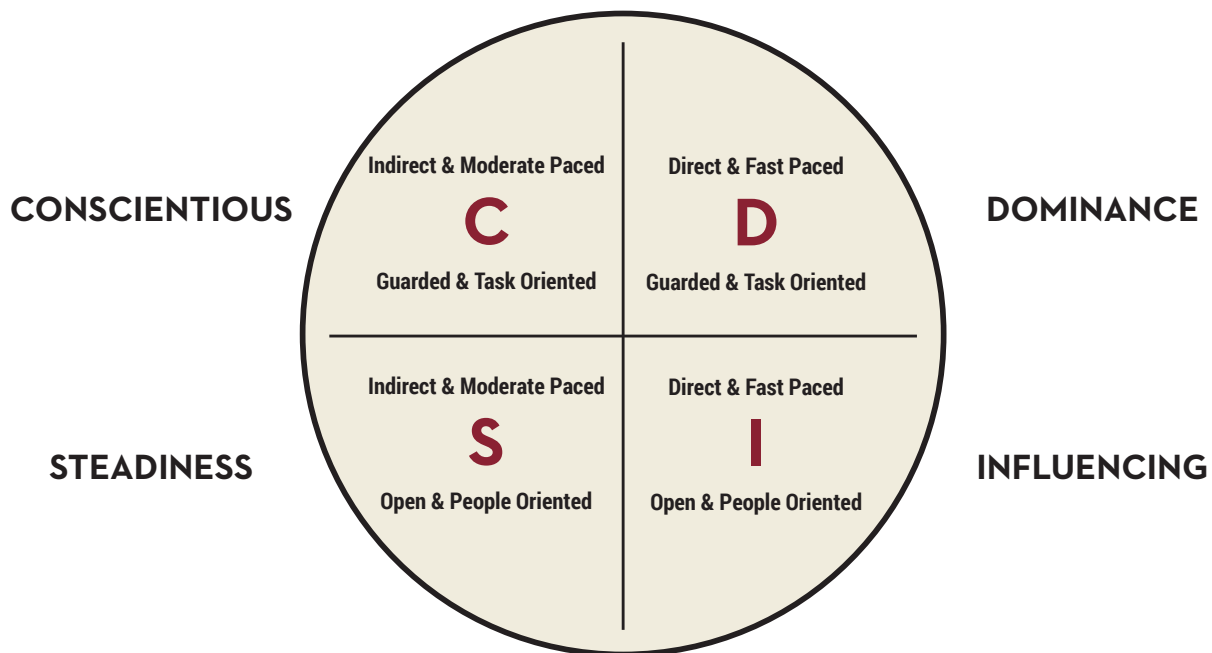 Indirect & Moderate Paced
Direct & Fast Paced
CONSCIENTIOUS
C
D
DOMINANCE
Guarded & Task Oriented
Guarded & Task Oriented
Indirect & Moderate Paced
Direct & Fast Paced
STEADINESS
S
I
INFLUENCING
Open & People Oriented
Open & People Oriented